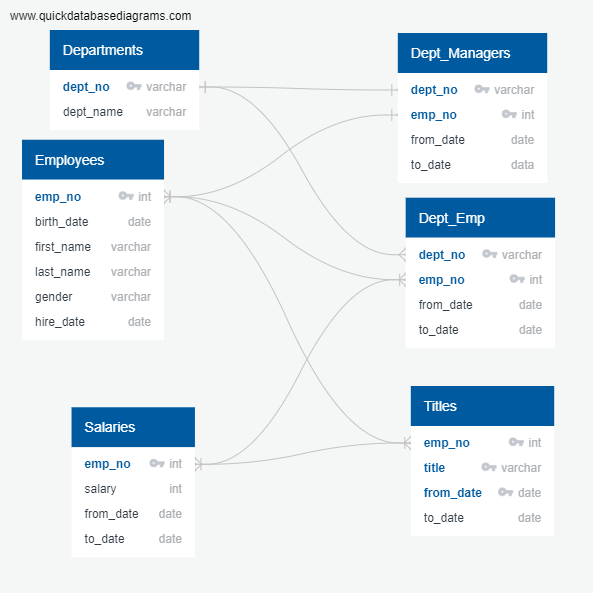 www.quickdatabasediagrams.com
Departments
dept_no varchar
dept_name varchar
Employees
emp_no int
birth_date date
first_name varchar
last_name varchar
gender varchar
hire_date date
Salaries
emp_no int
salary int
from_date date
to_date date
Dept_Managers
dept_no varchar
emp_no int
from_date date
to_date data
Dept_Emp
dept_no varchar
emp_no int
from_date date
to_date date
Titles
emp_no int
title varchar
from_date date
to_date date